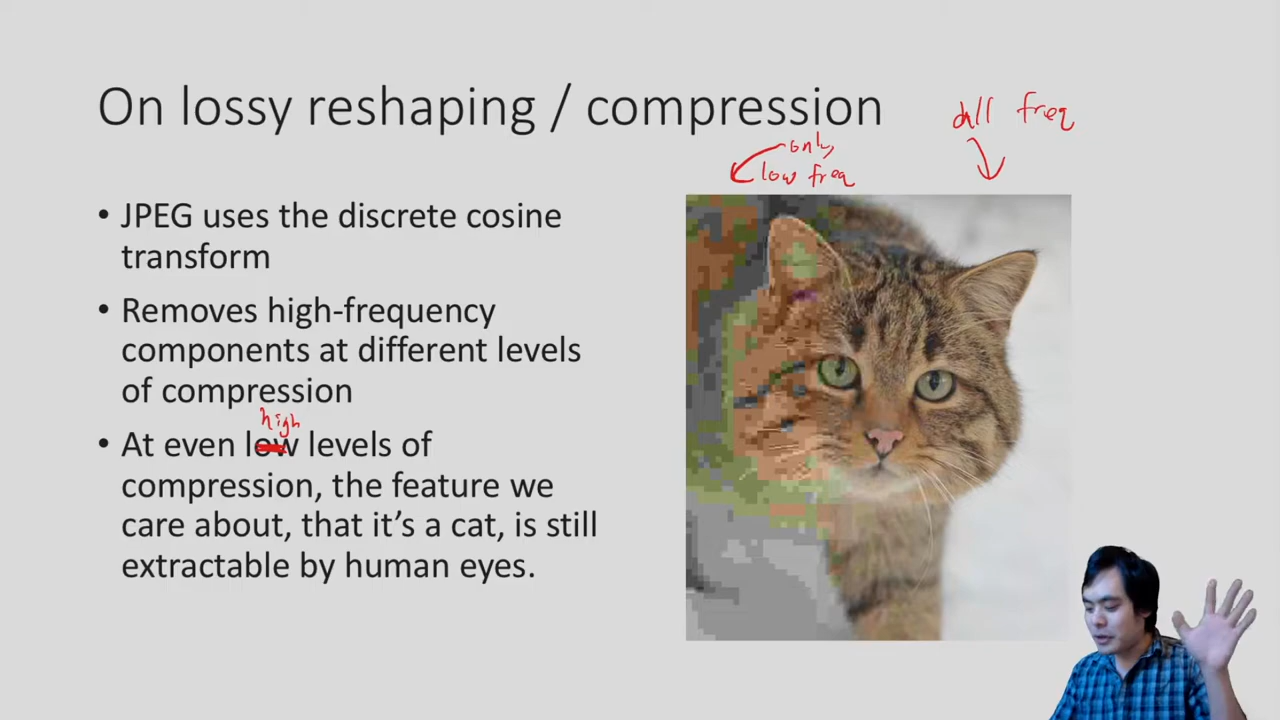 On lossy reshaping / compression
all freq
only
low freq
• JPEG uses the discrete cosine
transform
• Removes high-frequency
components at different levels
of compression
high
• At even low levels of
compression, the feature we
care about, that it's a cat, is still
extractable by human eyes.